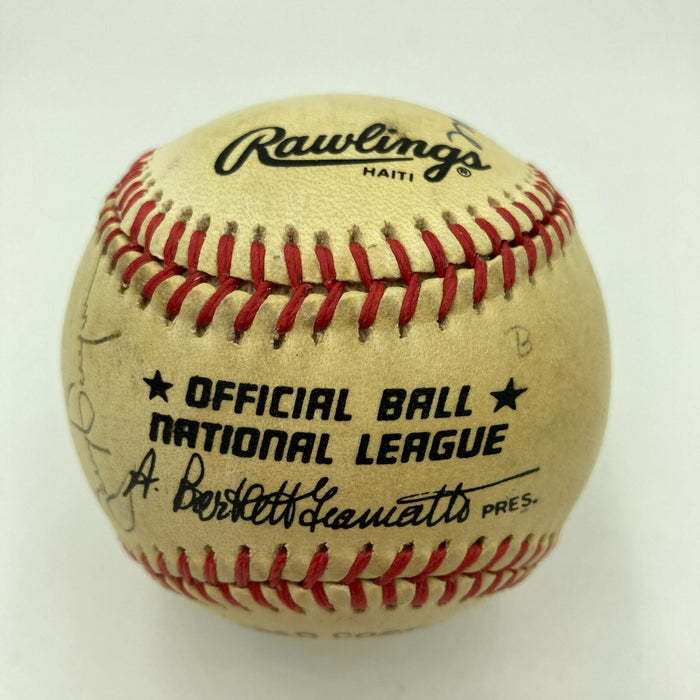 Rawlings®
HAITI
B
★ OFFICIAL BALL ★
NATIONAL LEAGUE
A. Bartlett Giamatti PRES.